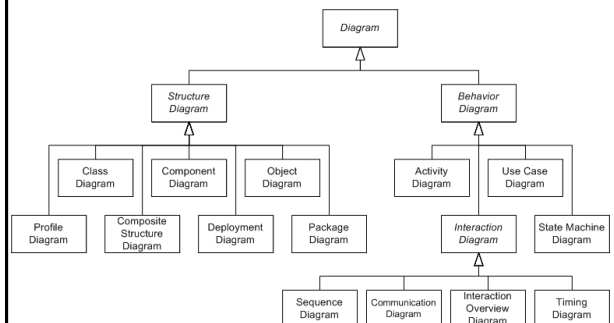 Diagram
Structure
Diagram
Behavior
Diagram
Class
Diagram
Component
Diagram
Object
Diagram
Activity
Diagram
Use Case
Diagram
Profile
Diagram
Composite
Structure
Diagram
Deployment
Diagram
Package
Diagram
Interaction
Diagram
State Machine
Diagram
Sequence
Diagram
Communication
Diagram
Interaction
Overview
Diagram
Timing
Diagram